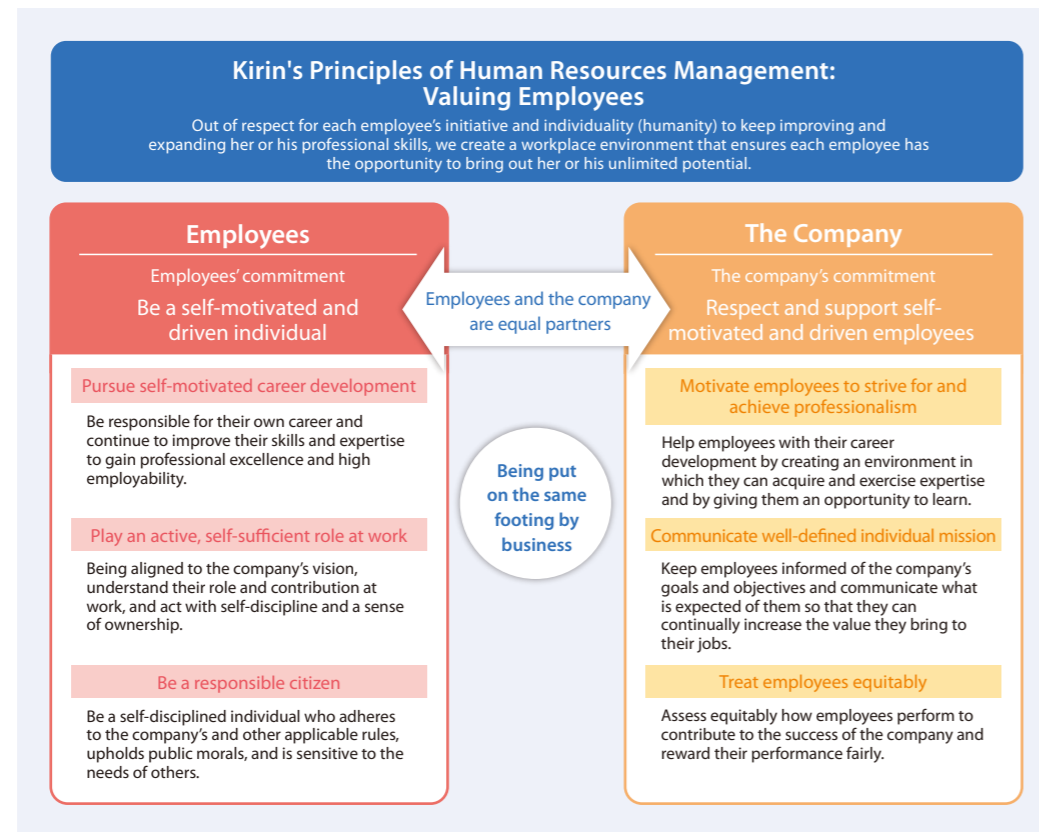 Kirin's Principles of Human Resources Management:
Valuing Employees
Out of respect for each employee's initiative and individuality (humanity) to keep improving and
expanding her or his professional skills, we create a workplace environment that ensures each employee has
the opportunity to bring out her or his unlimited potential.
Employees
Employees' commitment
Be a self-motivated and
driven individual
Pursue self-motivated career development
Be responsible for their own career and
continue to improve their skills and expertise
to gain professional excellence and high
employability.
Play an active, self-sufficient role at work
Being aligned to the company's vision,
understand their role and contribution at
work, and act with self-discipline and a sense
of ownership.
Be a responsible citizen
Be a self-disciplined individual who adheres
to the company's and other applicable rules,
upholds public morals, and is sensitive to the
needs of others.
Employees and the company
are equal partners
Being put
on the same
footing by
business
The Company
The company's commitment
Respect and support self-
motivated and driven employees
Motivate employees to strive for and
achieve professionalism
Help employees with their career
development by creating an environment in
which they can acquire and exercise expertise
and by giving them an opportunity to learn.
Communicate well-defined individual mission
Keep employees informed of the company's
goals and objectives and communicate what
is expected of them so that they can
continually increase the value they bring to
their jobs.
Treat employees equitably
Assess equitably how employees perform to
contribute to the success of the company and
reward their performance fairly.